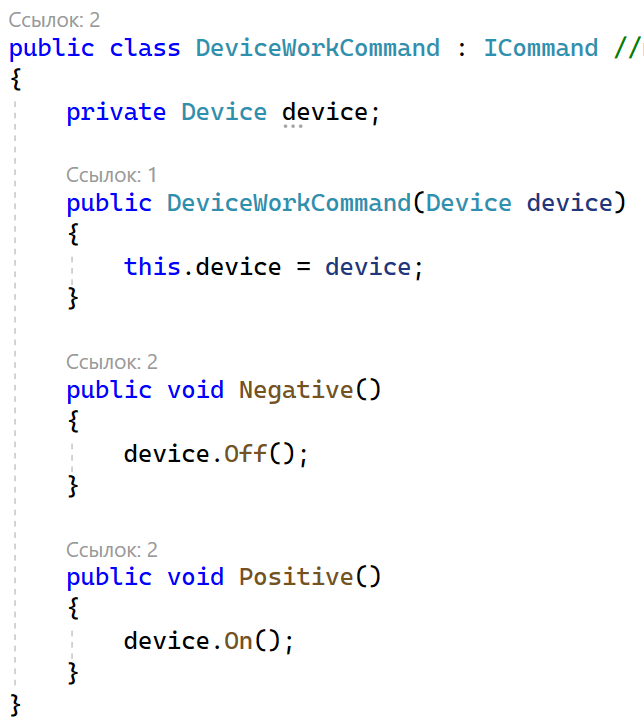 Ссылок: 2
public class DeviceWorkCommand : ICommand //
{
    private Device device;
    Ссылок: 1
    public DeviceWorkCommand(Device device)
    {
        this.device = device;
    }
    Ссылок: 2
    public void Negative()
    {
        device.Off();
    }
    Ссылок: 2
    public void Positive()
    {
        device.On();
    }
}